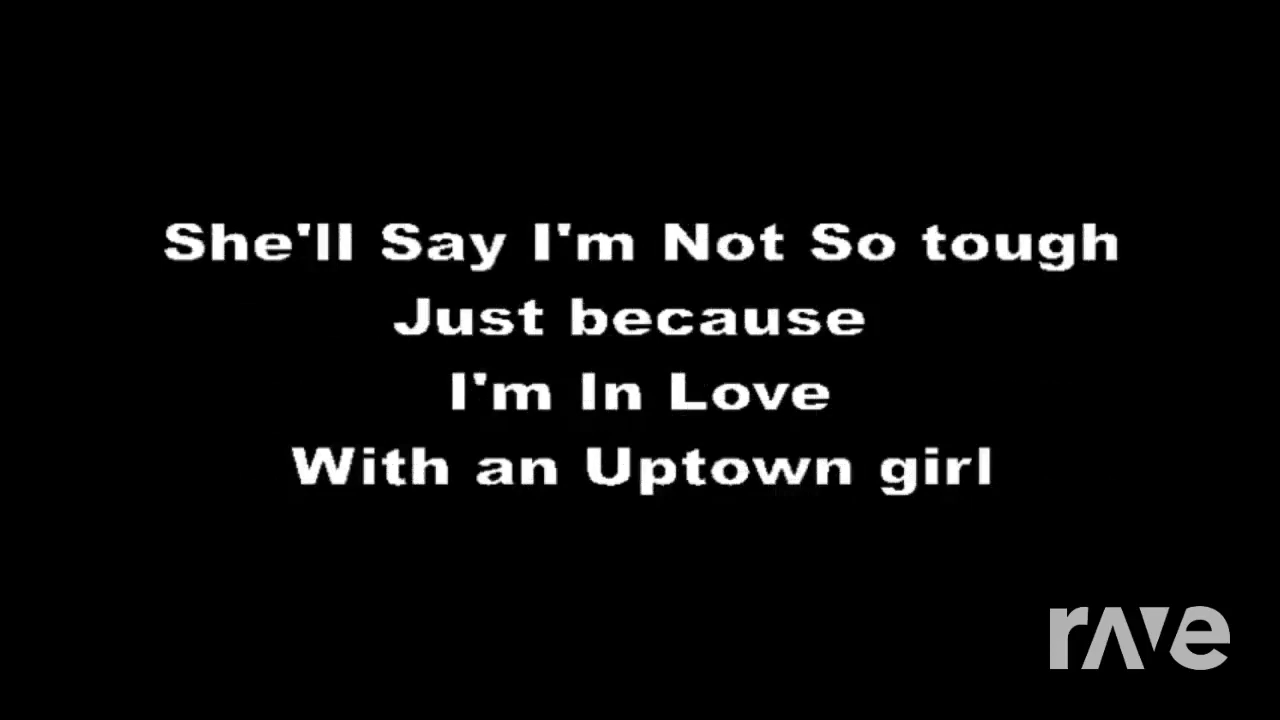 She'll Say I'm Not So tough
Just because
I'm In Love
With an Uptown girl
rave